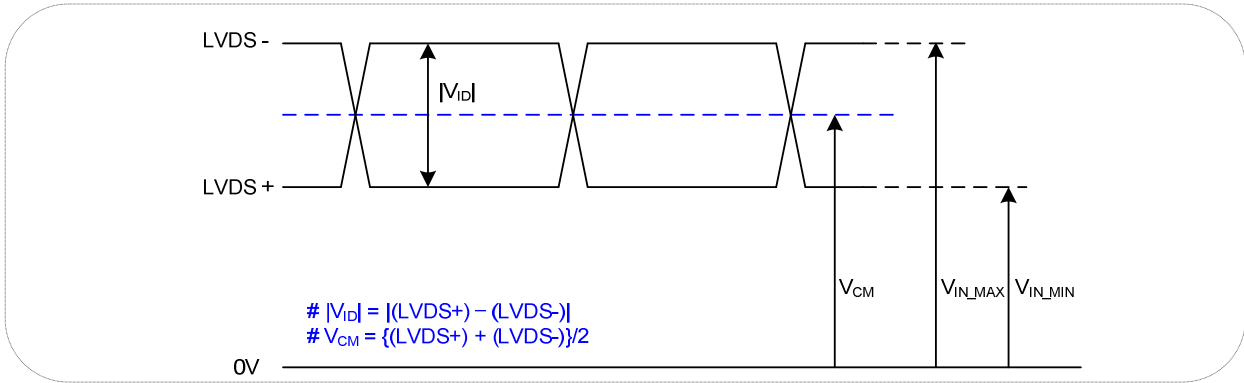 LVDS -
|VID|
LVDS +
VCM
VIN_MAX
VIN_MIN
# |VID| = |(LVDS+) – (LVDS-)|
# VCM = {(LVDS+) + (LVDS-)}/2
0V